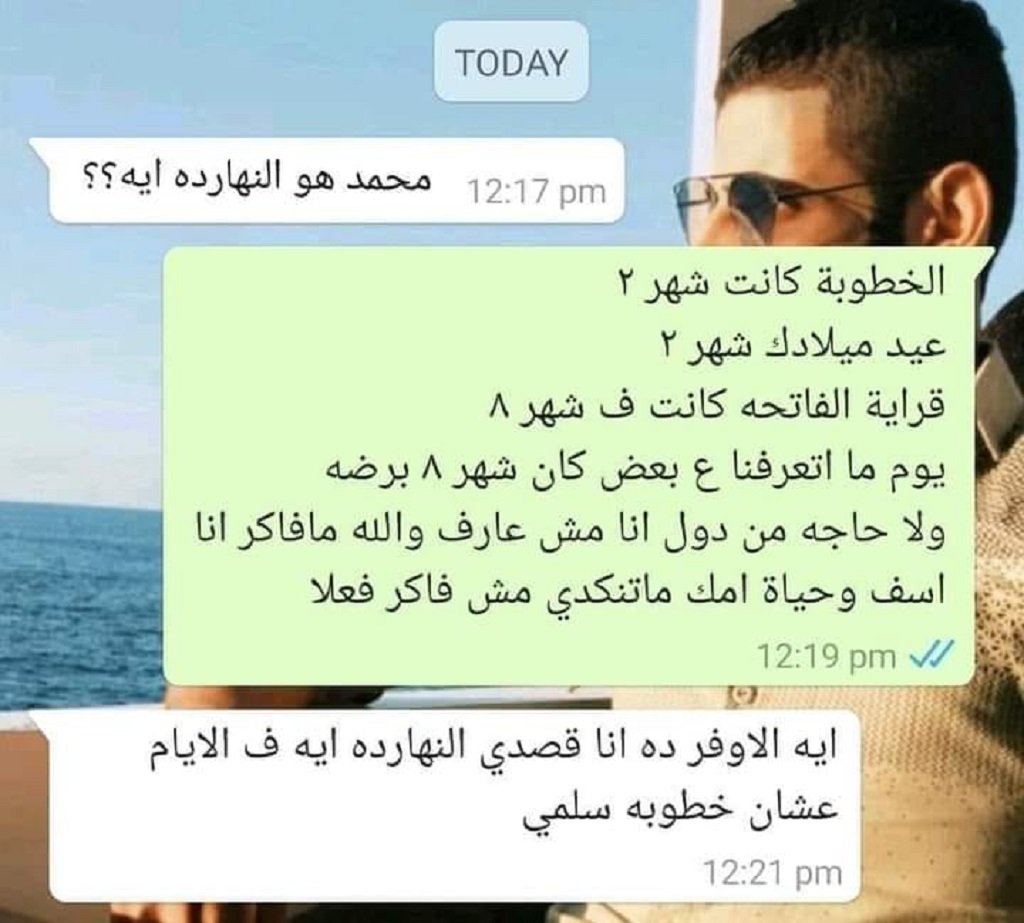 TODAY
محمد هو النهارده ايه؟؟
12:17 pm
الخطوبة كانت شهر ٢
عيد ميلادك شهر ٢
قراية الفاتحه كانت ف شهر ٨
يوم ما اتعرفنا ع بعض كان شهر ٨ برضه
ولا حاجه من دول انا مش عارف والله مافاكر انا
اسف وحياة امك ماتنكدي مش فاكر فعلا
12:19 pm
ايه الاوفر ده انا قصدي النهارده ايه ف الايام
عشان خطوبه سلمي
12:21 pm